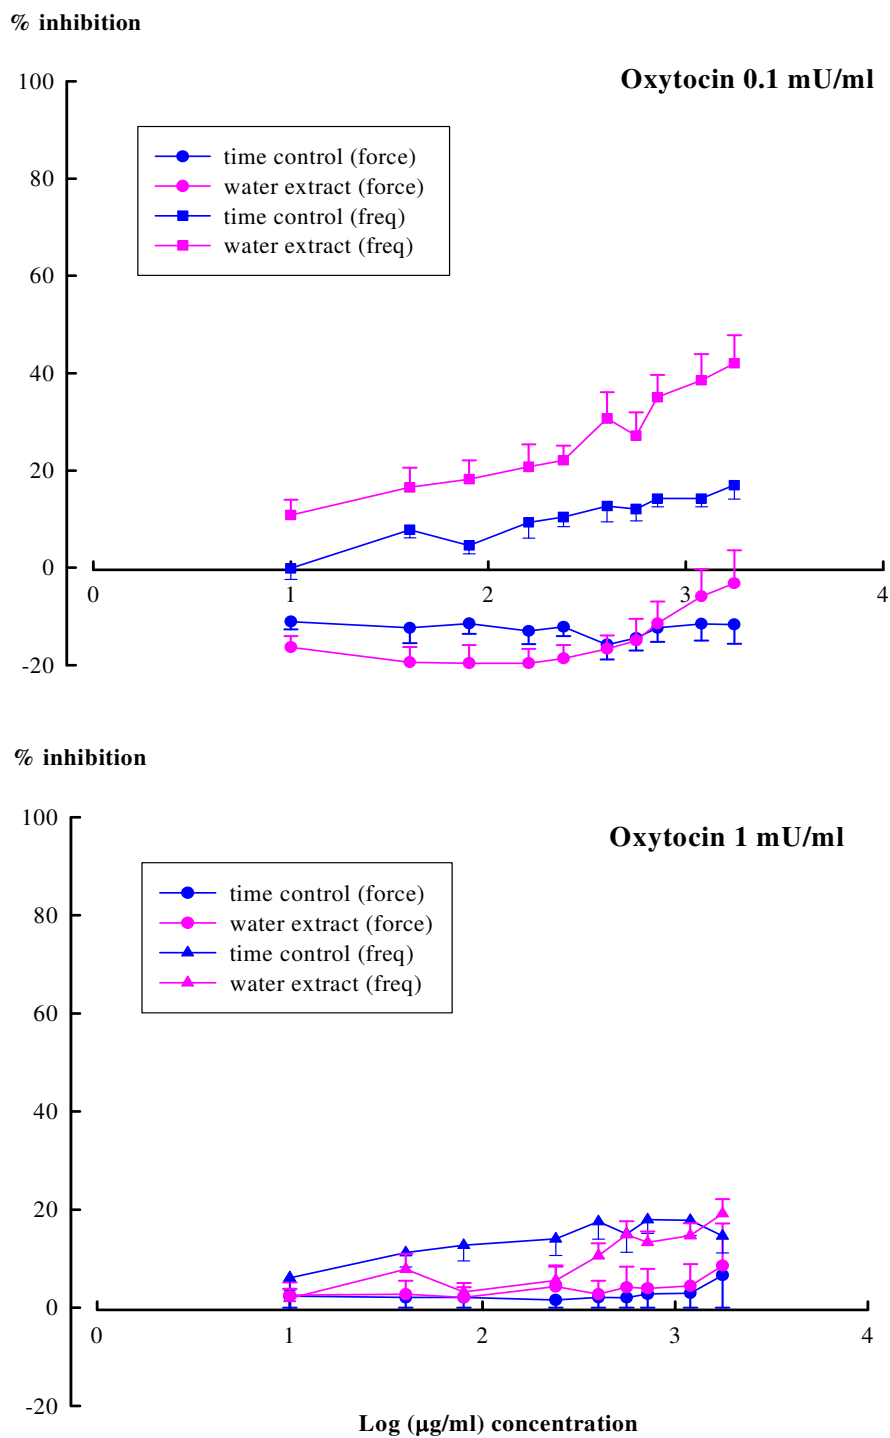 % inhibition
100
Oxytocin 0.1 mU/ml
time control (force)
80
water extract (force)
time control (freq)
water extract (freq)
60
40
20
0
0 1 2 3 4
-20
% inhibition
100
Oxytocin 1 mU/ml
time control (force)
80
water extract (force)
time control (freq)
water extract (freq)
60
40
20
0
0 1 2 3 4
-20
Log (μg/ml) concentration